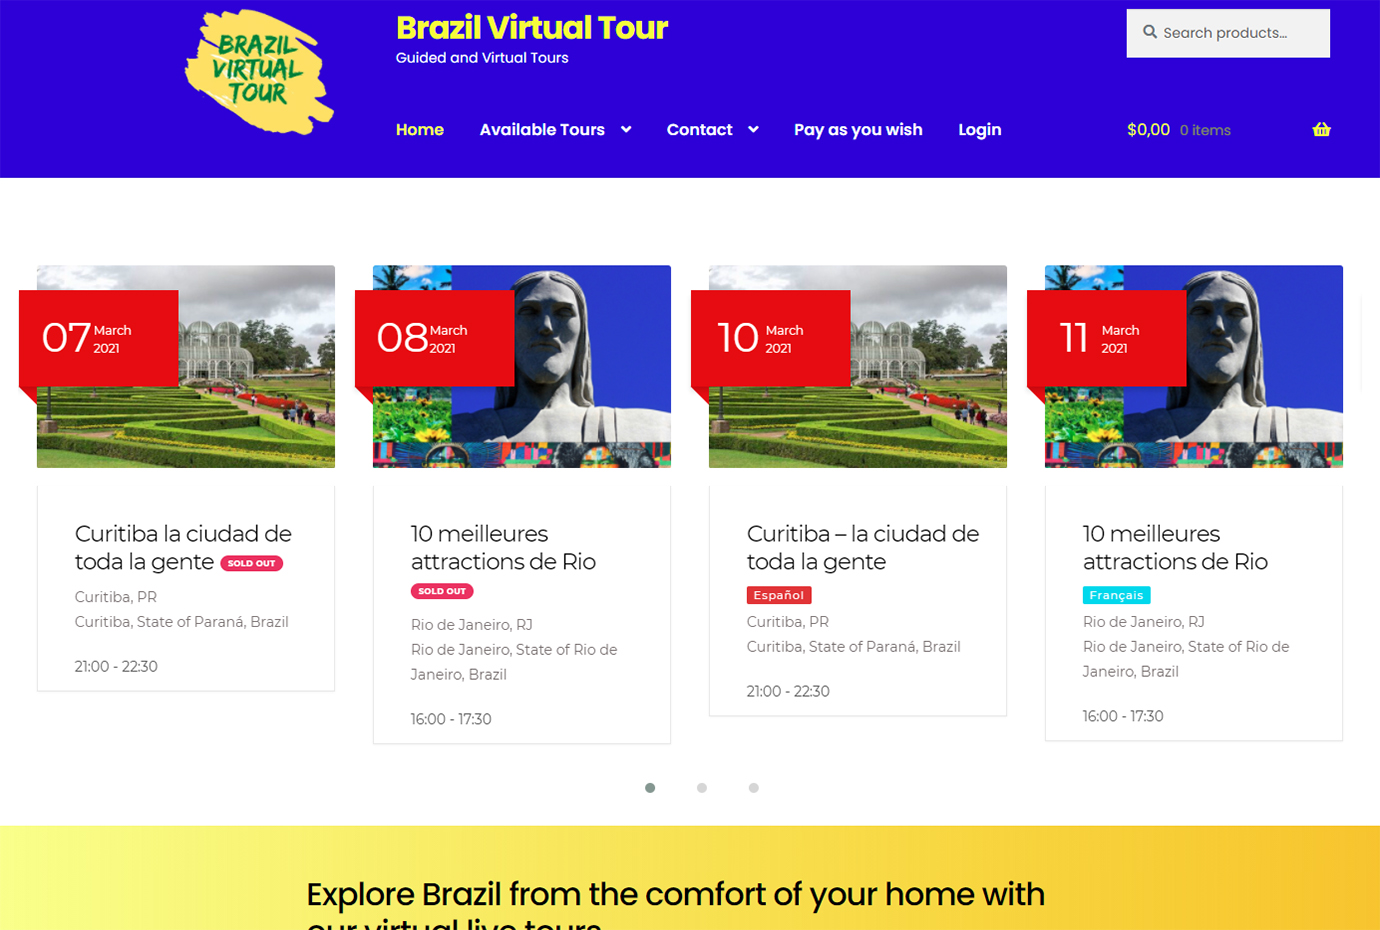 BRAZIL
VIRTUAL
TOUR
Brazil Virtual Tour
Guided and Virtual Tours
Search products...
Home Available Tours Contact Pay as you wish Login $0,00 0 items
07 March
2021
Curitiba la ciudad de
toda la gente SOLD OUT
Curitiba, PR
Curitiba, State of Paraná, Brazil
21:00 - 22:30
08 March
2021
10 meilleures
attractions de Rio
SOLD OUT
Rio de Janeiro, RJ
Rio de Janeiro, State of Rio de
Janeiro, Brazil
16:00 - 17:30
10 March
2021
Curitiba – la ciudad de
toda la gente
Español
Curitiba, PR
Curitiba, State of Paraná, Brazil
21:00 - 22:30
11 March
2021
10 meilleures
attractions de Rio
Français
Rio de Janeiro, RJ
Rio de Janeiro, State of Rio de
Janeiro, Brazil
16:00 - 17:30
Explore Brazil from the comfort of your home with
our virtual live tours